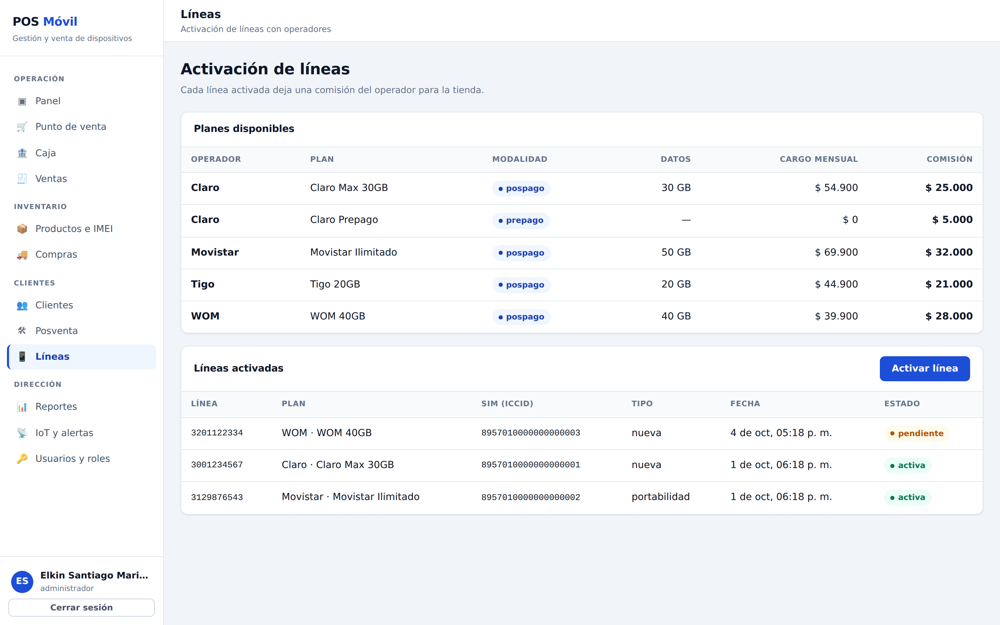 POS Móvil
Gestión y venta de dispositivos
OPERACIÓN
Panel
Punto de venta
Caja
Ventas
INVENTARIO
Productos e IMEI
Compras
CLIENTES
Clientes
Posventa
Líneas
DIRECCIÓN
Reportes
IoT y alertas
Usuarios y roles
ES
Elkin Santiago Mari…
administrador
Cerrar sesión
Líneas
Activación de líneas con operadores
Activación de líneas
Cada línea activada deja una comisión del operador para la tienda.
Planes disponibles
OPERADOR PLAN MODALIDAD DATOS CARGO MENSUAL COMISIÓN
Claro Claro Max 30GB pospago 30 GB $ 54.900 $ 25.000
Claro Claro Prepago prepago — $ 0 $ 5.000
Movistar Movistar Ilimitado pospago 50 GB $ 69.900 $ 32.000
Tigo Tigo 20GB pospago 20 GB $ 44.900 $ 21.000
WOM WOM 40GB pospago 40 GB $ 39.900 $ 28.000
Líneas activadas
Activar línea
LÍNEA PLAN SIM (ICCID) TIPO FECHA ESTADO
3201122334 WOM · WOM 40GB 8957010000000000003 nueva 4 de oct, 05:18 p. m. pendiente
3001234567 Claro · Claro Max 30GB 8957010000000000001 nueva 1 de oct, 06:18 p. m. activa
3129876543 Movistar · Movistar Ilimitado 8957010000000000002 portabilidad 1 de oct, 06:18 p. m. activa